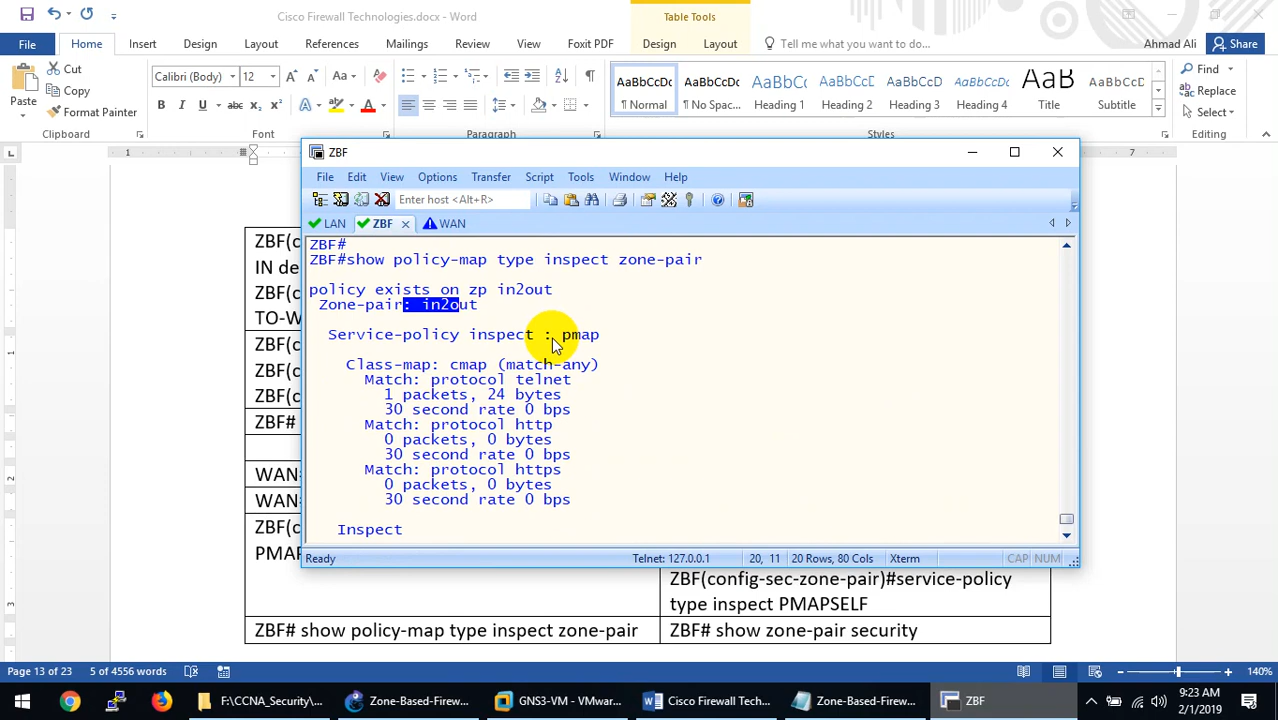 Cisco Firewall Technologies.docx - Word
Table Tools
File Home Insert Design Layout References Mailings Review View Foxit PDF Design Layout Tell me what you want to do... Ahmad Ali Share
Paste
Cut
Copy
Format Painter
Clipboard
Calibri (Body) 12
Font
Paragraph
AaBbCcDc AaBbCcDc AaBbCc AaBbCcE AaBbCcD AaBbCcD AaB AaBbCcD
¶ Normal ¶ No Spac... Heading 1 Heading 2 Heading 3 Heading 4 Title Subtitle
Styles
Find
Replace
Select
Editing
ZBF
File Edit View Options Transfer Script Tools Window Help
Enter host <Alt+R>
LAN ZBF WAN
ZBF#
ZBF#show policy-map type inspect zone-pair
policy exists on zp in2out
Zone-pair: in2out
Service-policy inspect : pmap
Class-map: cmap (match-any)
Match: protocol telnet
1 packets, 24 bytes
30 second rate 0 bps
Match: protocol http
0 packets, 0 bytes
30 second rate 0 bps
Match: protocol https
0 packets, 0 bytes
30 second rate 0 bps
Inspect
Ready Telnet: 127.0.0.1 20, 11 20 Rows, 80 Cols Xterm CAP NUM
ZBF(c
IN de
ZBF(c
TO-W
ZBF(c
ZBF(c
ZBF(c
ZBF#
WAN
WAN
ZBF(c
PMAP
ZBF(config-sec-zone-pair)#service-policy
type inspect PMAPSELF
ZBF# show policy-map type inspect zone-pair
ZBF# show zone-pair security
Page 13 of 23 5 of 4556 words 140%
F:\CCNA_Security\... Zone-Based-Firew... GNS3-VM - VMwar... Cisco Firewall Tech... Zone-Based-Firew... ZBF
9:23 AM
2/1/2019